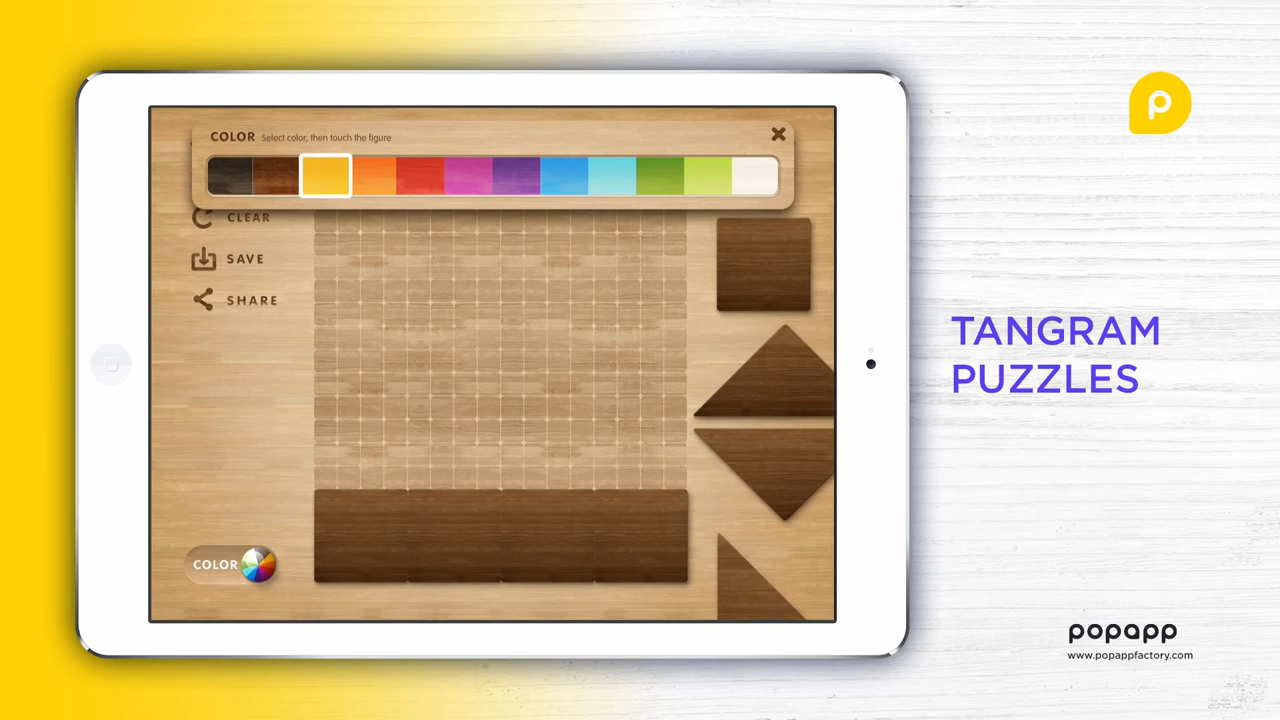 COLOR Select color, then touch the figure
CLEAR
SAVE
SHARE
COLOR
TANGRAM
PUZZLES
popapp
www.popappfactory.com